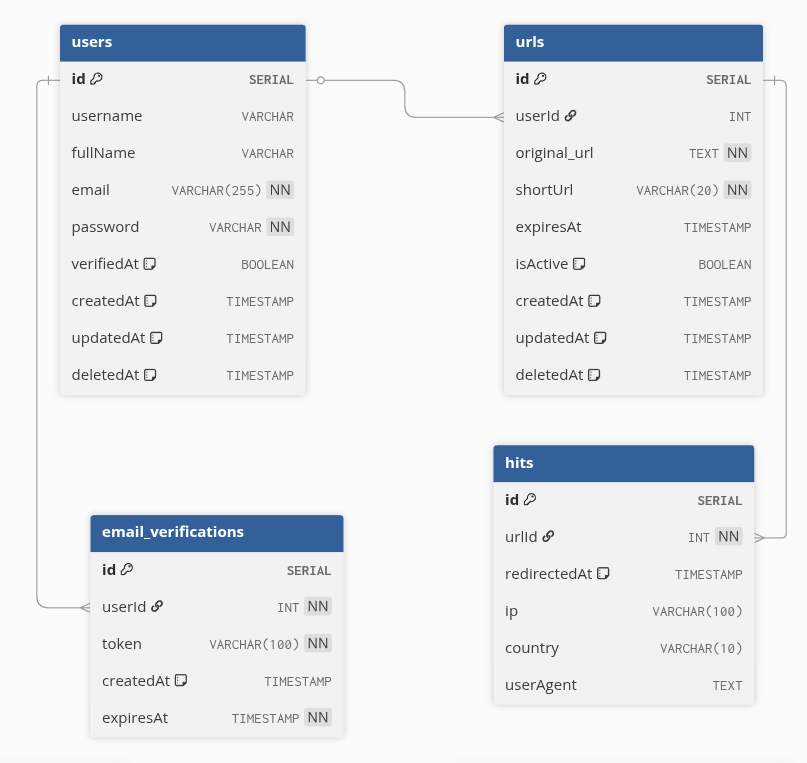 users
id SERIAL
username VARCHAR
fullName VARCHAR
email VARCHAR(255) NN
password VARCHAR NN
verifiedAt BOOLEAN
createdAt TIMESTAMP
updatedAt TIMESTAMP
deletedAt TIMESTAMP
urls
id SERIAL
userId INT
original_url TEXT NN
shortUrl VARCHAR(20) NN
expiresAt TIMESTAMP
isActive BOOLEAN
createdAt TIMESTAMP
updatedAt TIMESTAMP
deletedAt TIMESTAMP
email_verifications
id SERIAL
userId INT NN
token VARCHAR(100) NN
createdAt TIMESTAMP
expiresAt TIMESTAMP NN
hits
id SERIAL
urlId INT NN
redirectedAt TIMESTAMP
ip VARCHAR(100)
country VARCHAR(10)
userAgent TEXT